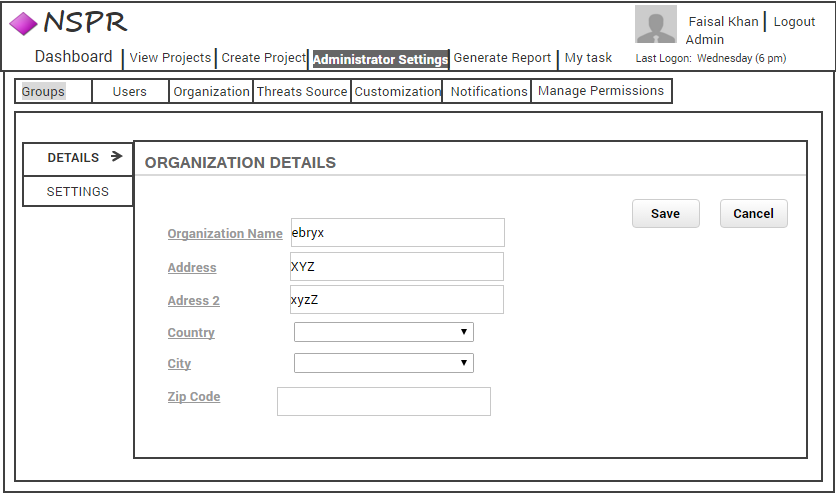 NSPR
Faisal Khan Logout
Admin
Dashboard View Projects Create Project Administrator Settings Generate Report My task Last Logon: Wednesday (6 pm)
Groups Users Organization Threats Source Customization Notifications Manage Permissions
DETAILS
SETTINGS
ORGANIZATION DETAILS
Save Cancel
Organization Name ebryx
Address XYZ
Adress 2 xyzZ
Country
City
Zip Code